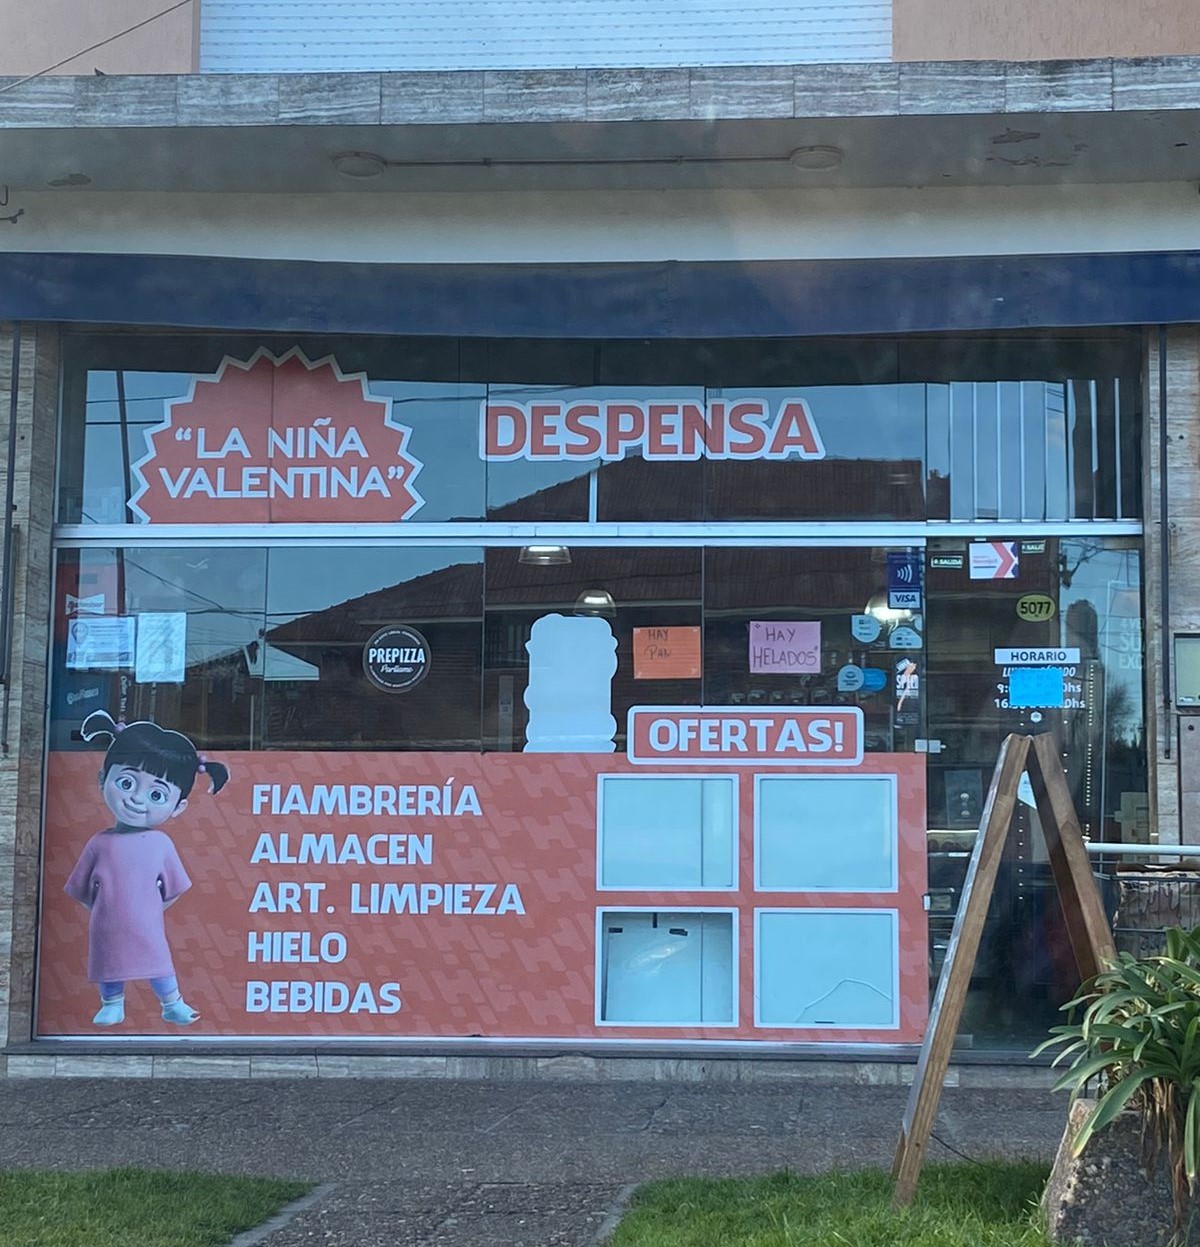 “LA NIÑA
VALENTINA”
DESPENSA
PREPIZZA
HAY
PAN
HAY
HELADOS
VISA
SALIDA
5077
HORARIO
OFERTAS!
FIAMBRERÍA
ALMACEN
ART. LIMPIEZA
HIELO
BEBIDAS